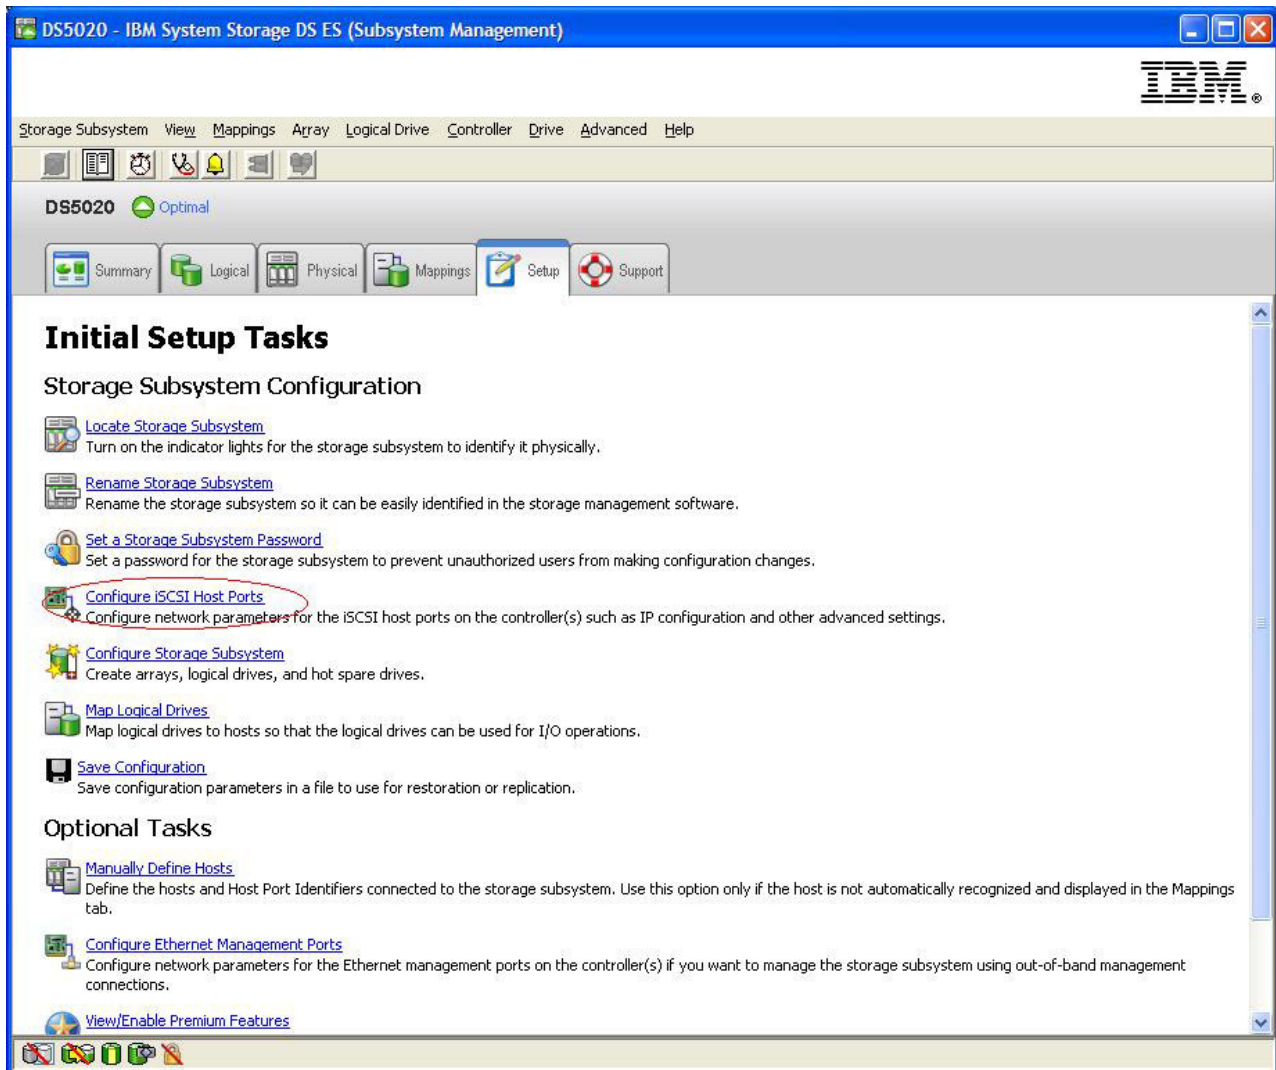 DS5020 - IBM System Storage DS ES (Subsystem Management)
IBM®
Storage Subsystem View Mappings Array Logical Drive Controller Drive Advanced Help
DS5020 Optimal
Summary Logical Physical Mappings Setup Support
Initial Setup Tasks
Storage Subsystem Configuration
Locate Storage Subsystem
Turn on the indicator lights for the storage subsystem to identify it physically.
Rename Storage Subsystem
Rename the storage subsystem so it can be easily identified in the storage management software.
Set a Storage Subsystem Password
Set a password for the storage subsystem to prevent unauthorized users from making configuration changes.
Configure iSCSI Host Ports
Configure network parameters for the iSCSI host ports on the controller(s) such as IP configuration and other advanced settings.
Configure Storage Subsystem
Create arrays, logical drives, and hot spare drives.
Map Logical Drives
Map logical drives to hosts so that the logical drives can be used for I/O operations.
Save Configuration
Save configuration parameters in a file to use for restoration or replication.
Optional Tasks
Manually Define Hosts
Define the hosts and Host Port Identifiers connected to the storage subsystem. Use this option only if the host is not automatically recognized and displayed in the Mappings
tab.
Configure Ethernet Management Ports
Configure network parameters for the Ethernet management ports on the controller(s) if you want to manage the storage subsystem using out-of-band management
connections.
View/Enable Premium Features